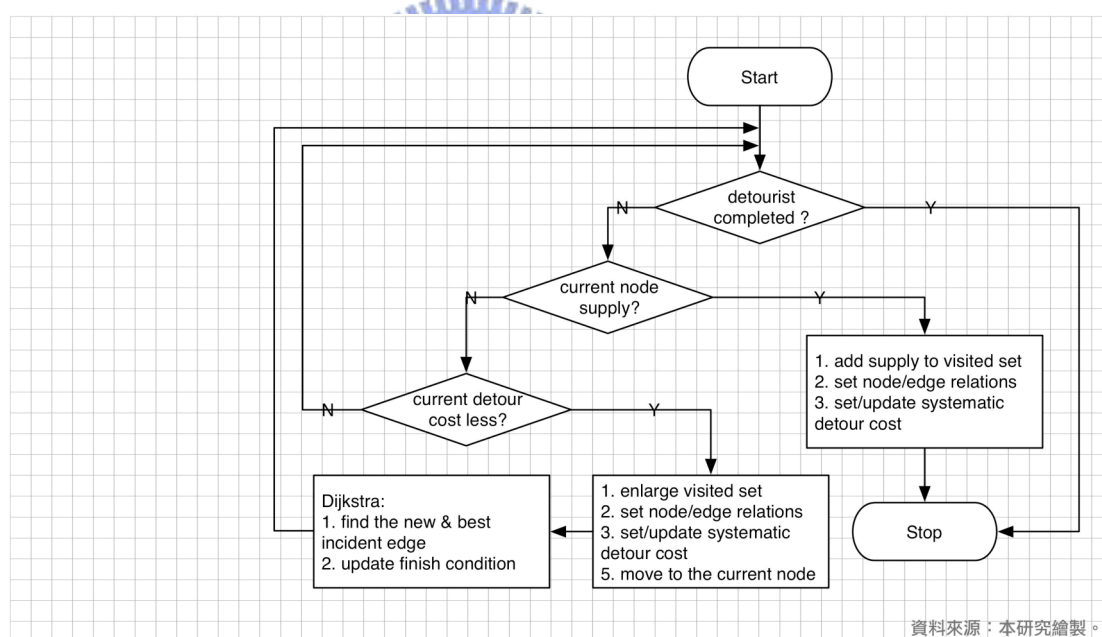 Start
detourist
completed ?
N
Y
current node
supply?
N
Y
1. add supply to visited set
2. set node/edge relations
3. set/update systematic
detour cost
current detour
cost less?
N
Y
Dijkstra:
1. find the new & best
incident edge
2. update finish condition
1. enlarge visited set
2. set node/edge relations
3. set/update systematic
detour cost
5. move to the current node
Stop
資料來源：本研究繪製。